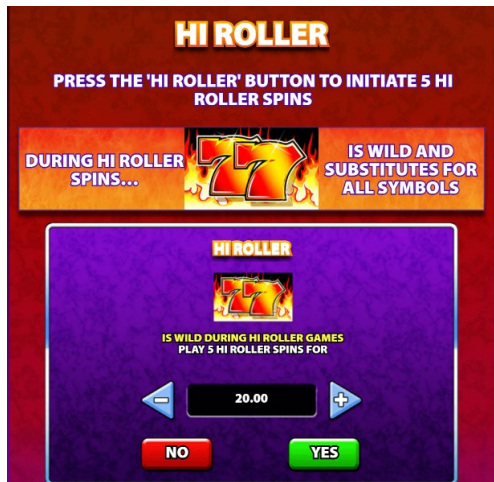 HI ROLLER
PRESS THE 'HI ROLLER' BUTTON TO INITIATE 5 HI
ROLLER SPINS
DURING HI ROLLER
SPINS...
77
IS WILD AND
SUBSTITUTES FOR
ALL SYMBOLS
HI ROLLER
77
IS WILD DURING HI ROLLER GAMES
PLAY 5 HI ROLLER SPINS FOR
20.00
NO
YES